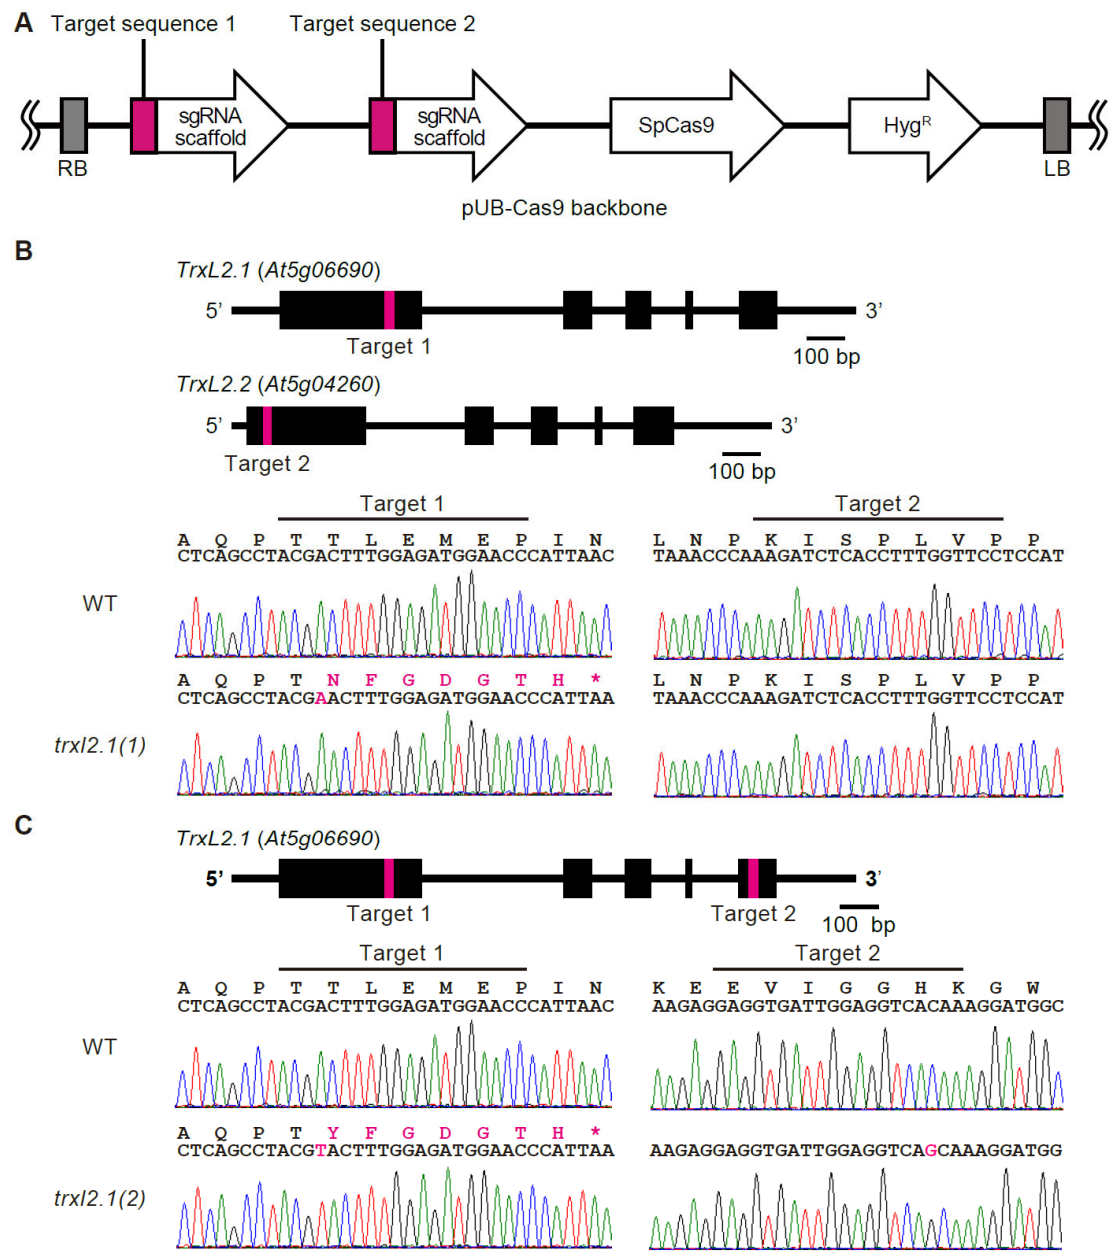 A
Target sequence 1
Target sequence 2
sgRNA
scaffold
sgRNA
scaffold
SpCas9
Hyg^R
RB
LB
pUB-Cas9 backbone
B
TrxL2.1 (At5g06690)
5’
3’
Target 1
100 bp
TrxL2.2 (At5g04260)
5’
3’
Target 2
100 bp
Target 1
Target 2
A Q P T T L E M E P I N
L N P K I S P L V P P
CTCAGCCTACGACTTTGGAGATGGAACCCATTAAC
TAAACCCAAAGATCTCACCTTTGGTTCCTCCAT
WT
A Q P T N F G D G T H *
L N P K I S P L V P P
CTCAGCCTACGAACTTTGGAGATGGAACCCATTAA
TAAACCCAAAGATCTCACCTTTGGTTCCTCCAT
trxl2.1(1)
C
TrxL2.1 (At5g06690)
5’
3’
Target 1
Target 2
100 bp
Target 1
Target 2
A Q P T T L E M E P I N
K E E V I G G H K G W
CTCAGCCTACGACTTTGGAGATGGAACCCATTAAC
AAGAGGAGGTGATTGGAGGTCACAAAGGATGGC
WT
A Q P T Y F G D G T H *
CTCAGCCTACGTACTTTGGAGATGGAACCCATTAA
AAGAGGAGGTGATTGGAGGTCAGCAAAGGATGG
trxl2.1(2)